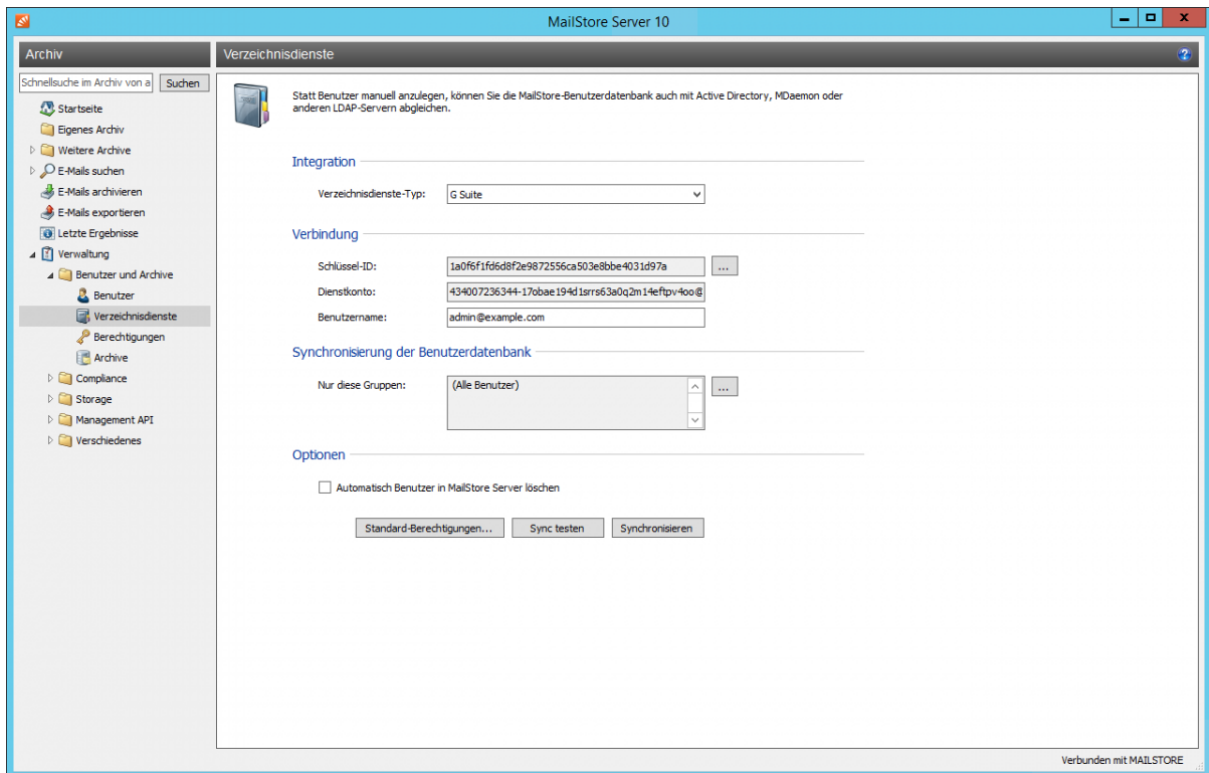 MailStore Server 10
Archiv
Verzeichnisdienste
Schnellsuche im Archiv von a
Suchen
Startseite
Eigenes Archiv
Weitere Archive
E-Mails suchen
E-Mails archivieren
E-Mails exportieren
Letzte Ergebnisse
Verwaltung
Benutzer und Archive
Benutzer
Verzeichnisdienste
Berechtigungen
Archive
Compliance
Storage
Management API
Verschiedenes
Statt Benutzer manuell anzulegen, können Sie die MailStore-Benutzerdatenbank auch mit Active Directory, MDaemon oder
anderen LDAP-Servern abgleichen.
Integration
Verzeichnisdienste-Typ: G Suite
Verbindung
Schlüssel-ID: 1a0f6f1fd6d8f2e9872556ca503e8bbe4031d97a ...
Dienstkonto: 434007236344-17obae194d1srrs63a0q2m14eftpv4oo@
Benutzername: admin@example.com
Synchronisierung der Benutzerdatenbank
Nur diese Gruppen: (Alle Benutzer) ...
Optionen
Automatisch Benutzer in MailStore Server löschen
Standard-Berechtigungen... Sync testen Synchronisieren
Verbunden mit MAILSTORE